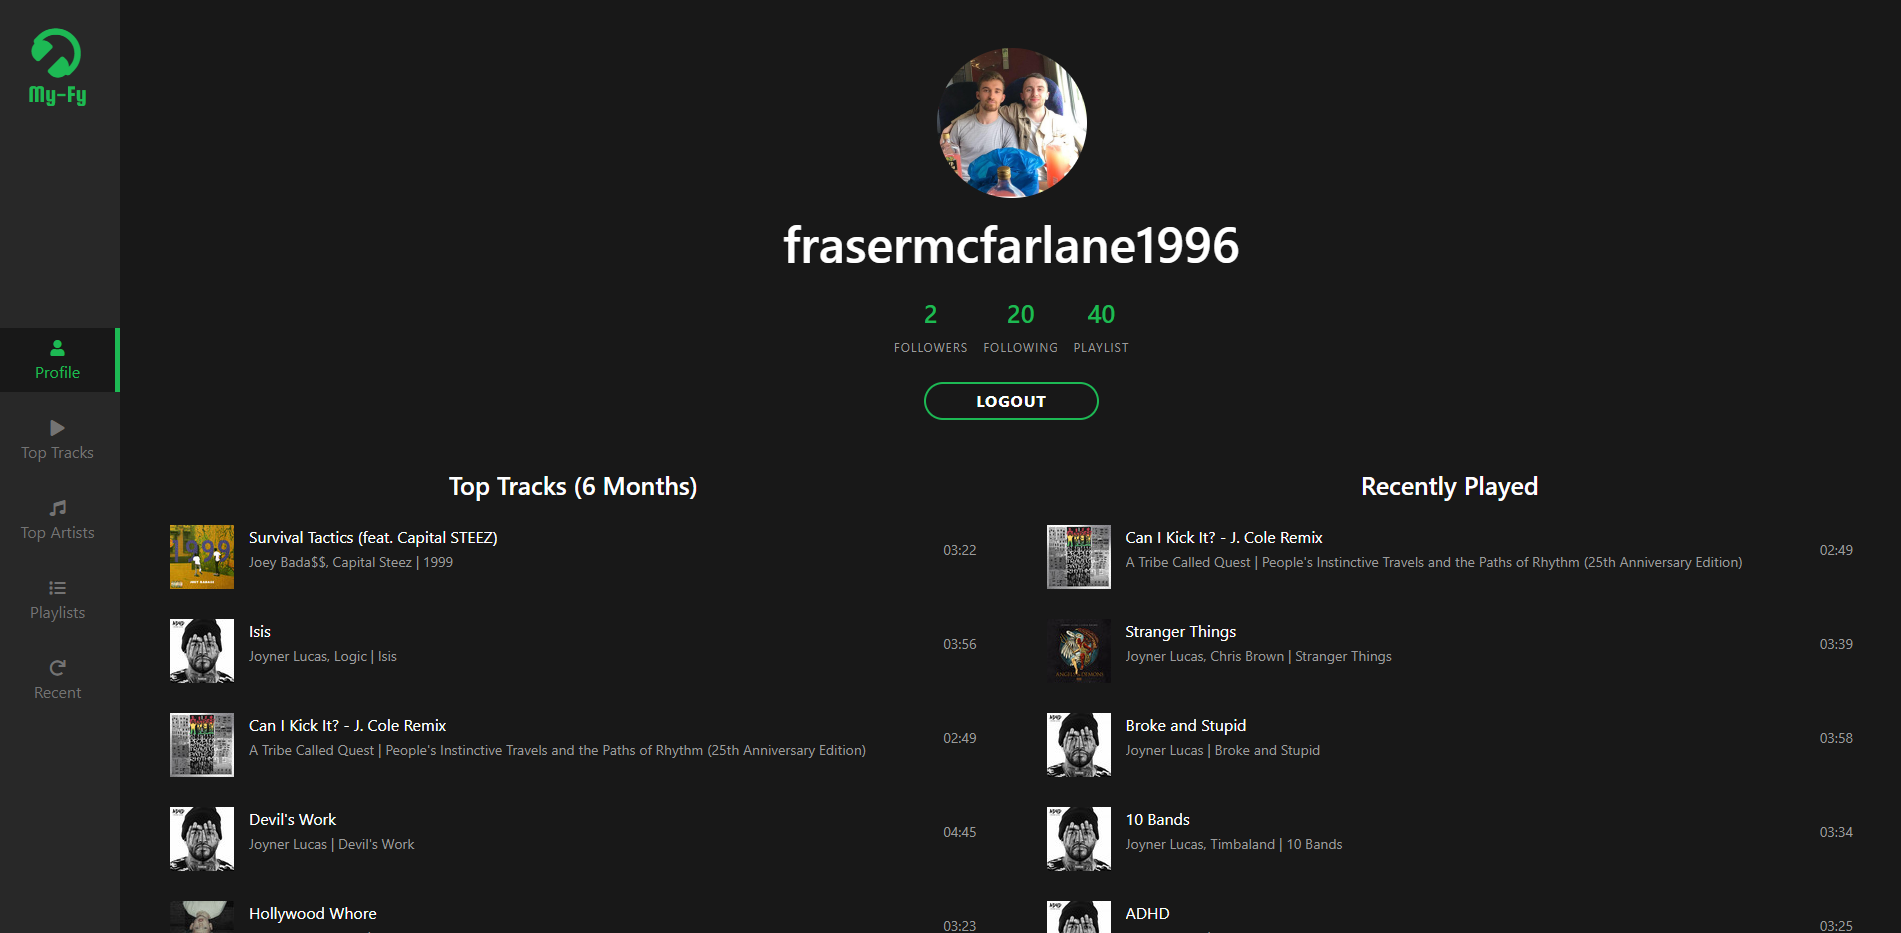 My-Fy
Profile
Top Tracks
Top Artists
Playlists
Recent
frasermcfarlane1996
2 20 40
FOLLOWERS FOLLOWING PLAYLIST
LOGOUT
Top Tracks (6 Months)
1999
Survival Tactics (feat. Capital STEEZ)
03:22
Joey Bada$$, Capital Steez | 1999
Isis
03:56
Joyner Lucas, Logic | Isis
Can I Kick It? - J. Cole Remix
02:49
A Tribe Called Quest | People's Instinctive Travels and the Paths of Rhythm (25th Anniversary Edition)
Devil's Work
04:45
Joyner Lucas | Devil's Work
Hollywood Whore
03:23
Recently Played
Can I Kick It? - J. Cole Remix
02:49
A Tribe Called Quest | People's Instinctive Travels and the Paths of Rhythm (25th Anniversary Edition)
Stranger Things
03:39
Joyner Lucas, Chris Brown | Stranger Things
Broke and Stupid
03:58
Joyner Lucas | Broke and Stupid
10 Bands
03:34
Joyner Lucas, Timbaland | 10 Bands
ADHD
03:25